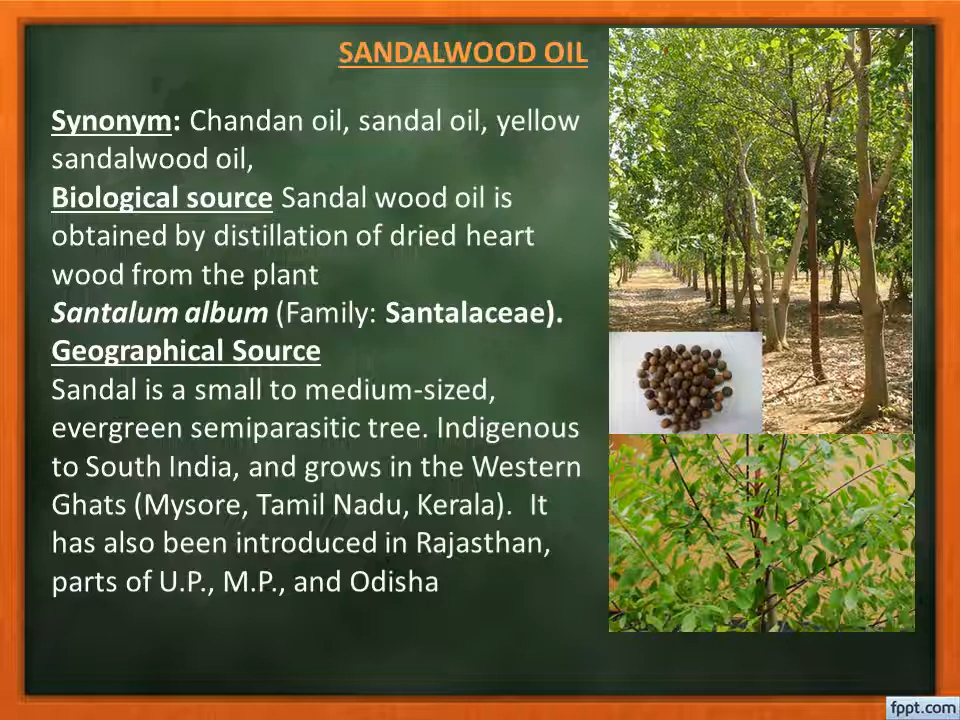 SANDALWOOD OIL
Synonym: Chandan oil, sandal oil, yellow
sandalwood oil,
Biological source Sandal wood oil is
obtained by distillation of dried heart
wood from the plant
Santalum album (Family: Santalaceae).
Geographical Source
Sandal is a small to medium-sized,
evergreen semiparasitic tree. Indigenous
to South India, and grows in the Western
Ghats (Mysore, Tamil Nadu, Kerala).  It
has also been introduced in Rajasthan,
parts of U.P., M.P., and Odisha
fppt.com